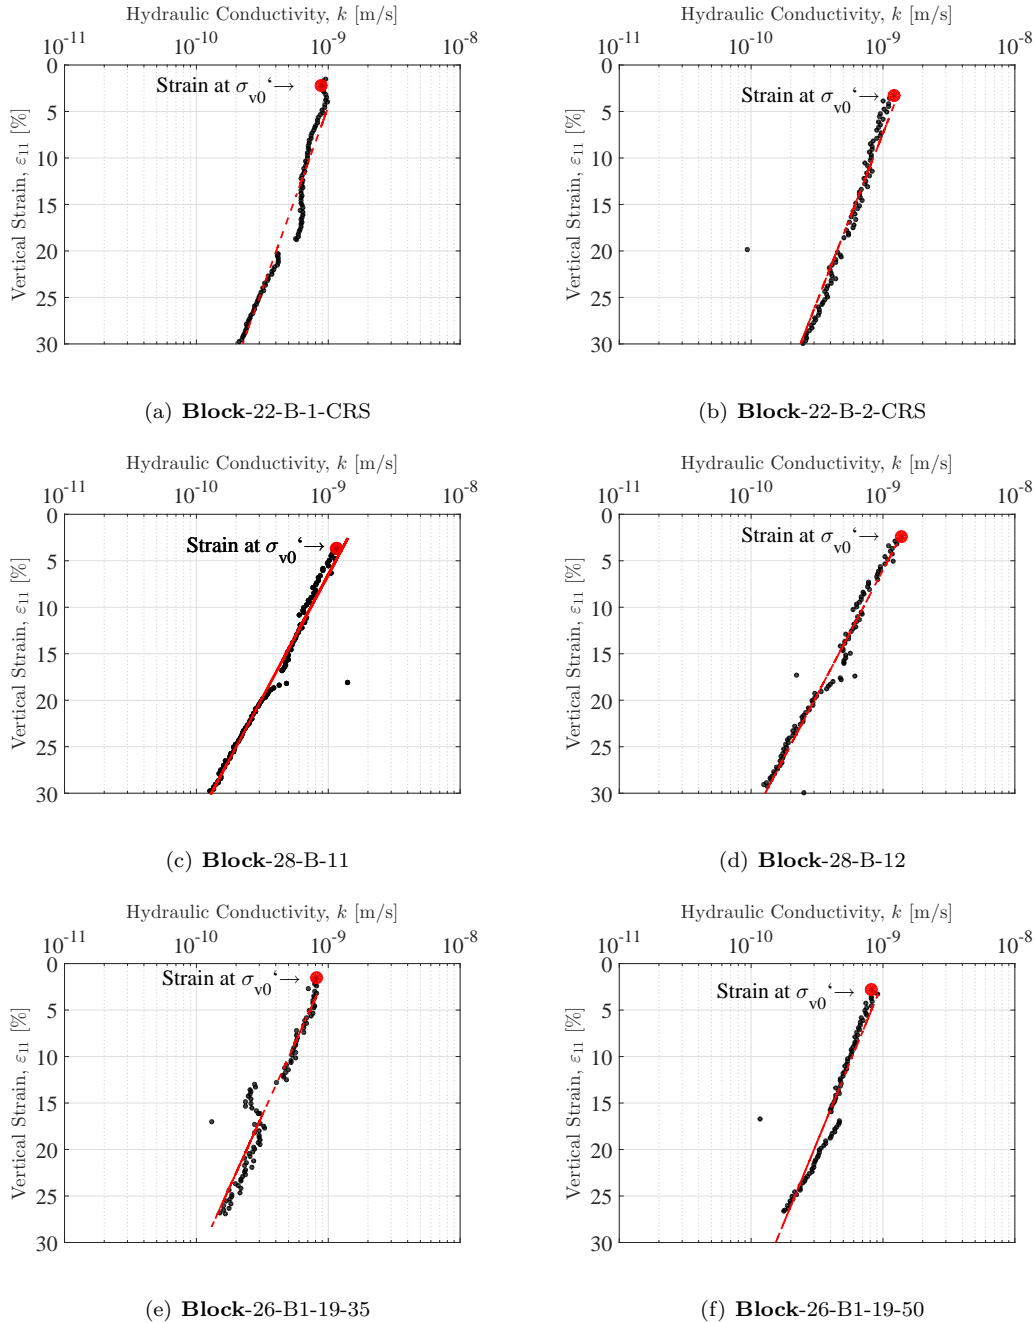 Hydraulic Conductivity, k [m/s] Hydraulic Conductivity, k [m/s]
10-11 10-10 10-9 10-8 10-11 10-10 10-9 10-8
0 0
Strain at σv0‘→ Strain at σv0‘→
5 5
10 10
Vertical Strain, ε11 [%] Vertical Strain, ε11 [%]
15 15
20 20
25 25
30 30
(a) Block-22-B-1-CRS (b) Block-22-B-2-CRS
Hydraulic Conductivity, k [m/s] Hydraulic Conductivity, k [m/s]
10-11 10-10 10-9 10-8 10-11 10-10 10-9 10-8
0 0
Strain at σv0‘→ Strain at σv0‘→
5 5
10 10
Vertical Strain, ε11 [%] Vertical Strain, ε11 [%]
15 15
20 20
25 25
30 30
(c) Block-28-B-11 (d) Block-28-B-12
Hydraulic Conductivity, k [m/s] Hydraulic Conductivity, k [m/s]
10-11 10-10 10-9 10-8 10-11 10-10 10-9 10-8
0 0
Strain at σv0‘→ Strain at σv0‘→
5 5
10 10
Vertical Strain, ε11 [%] Vertical Strain, ε11 [%]
15 15
20 20
25 25
30 30
(e) Block-26-B1-19-35 (f) Block-26-B1-19-50